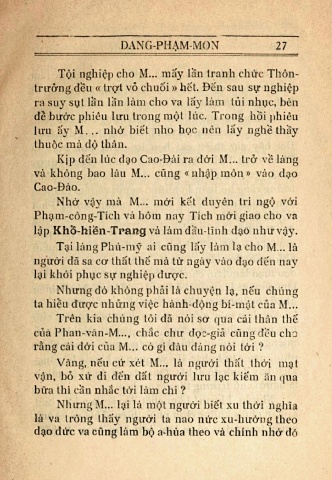 DANG-PHẠM-MON 27
Tội nghiệp cho M... mấy lần tranh chức Thôn-
trưởng đều « trợt vỏ chuối » hết. Đến sau sự nghiệp
ra suy sụt lần lần làm cho va lấy làm tủi nhục, bèn
để bước phiêu lưu trong một lúc. Trong hồi phiêu
lưu ấy M... nhờ biết nho học nên lấy nghề thầy
thuốc mà độ thân.
Kịp đến lúc đạo Cao-Đài ra đời M... trở về làng
và không bao lâu M... cũng « nhập môn » vào đạo
Cao-Đào.
Nhờ vậy mà M... mới kết duyên tri ngộ với
Phạm-công-Tích và hôm nay Tích mới giao cho va
lập Khổ-hiền-Trang và làm đầu-lĩnh đạo như vậy.
Tại làng Phú-mỹ ai cũng lấy làm lạ cho M... là
người đã sa cơ thất thế mà từ ngày vào đạo đến nay
lại khôi phục sự nghiệp được.
Nhưng đó không phải là chuyện lạ, nếu chúng
ta hiểu được những việc hành-động bí-mật của M...
Trên kia chúng tôi đã nói sơ qua cái thân thế
của Phan-văn-M..., chắc chư đọc-giả cũng đều cho
rằng cái đời của M... có gì đâu đáng nói tới ?
Vâng, nếu cứ xét M... là người thất thời mạt
vận, bỏ xứ đi đến đất người lưu lạc kiếm ăn qua
bữa thì cần nhắc tới làm chi !
Nhưng M... lại là một người biết xu thời nghĩa
là va trông thấy người ta nao nức xu-hướng theo
đạo đức va cũng làm bộ a-hùa theo và chính nhờ đó